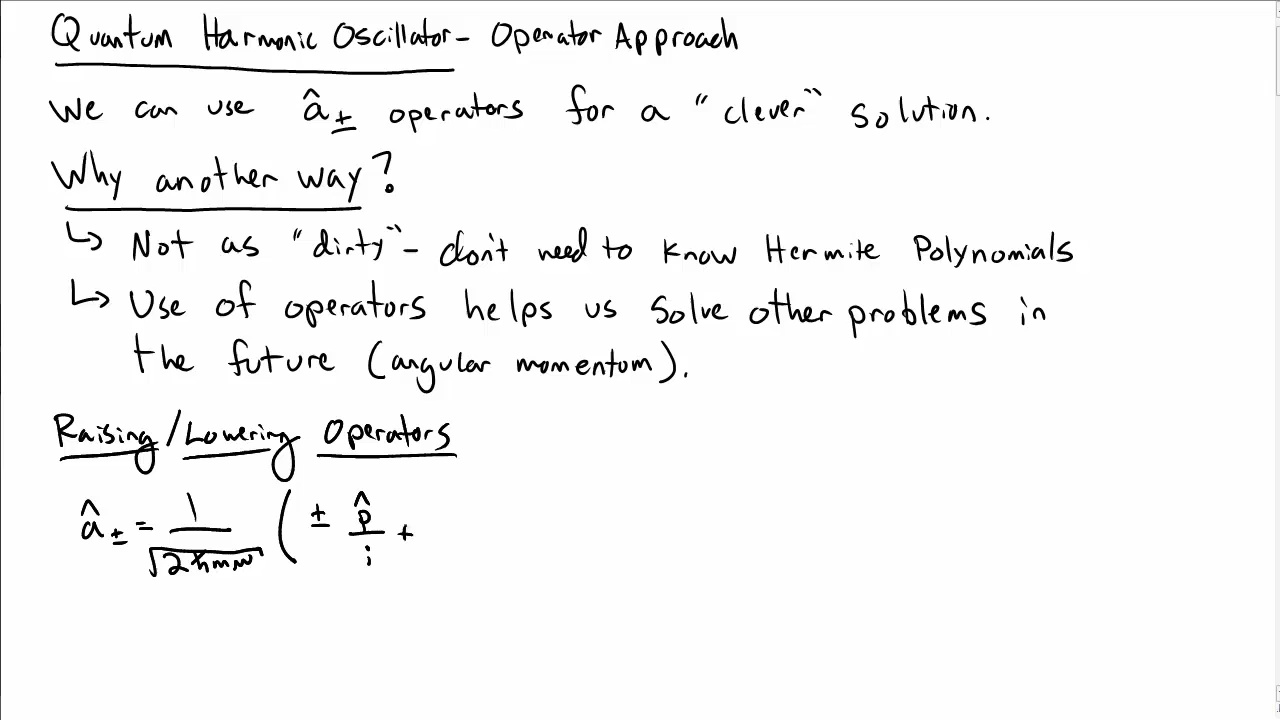 Quantum Harmonic Oscillator - Operator Approach
We can use â± operators for a "clever" solution.
Why another way?
↳ Not as "dirty" - don't need to know Hermite Polynomials
↳ Use of operators helps us solve other problems in
the future (angular momentum).
Raising/Lowering Operators
â± = 1/√(2ħmω) ( ± p̂/i +